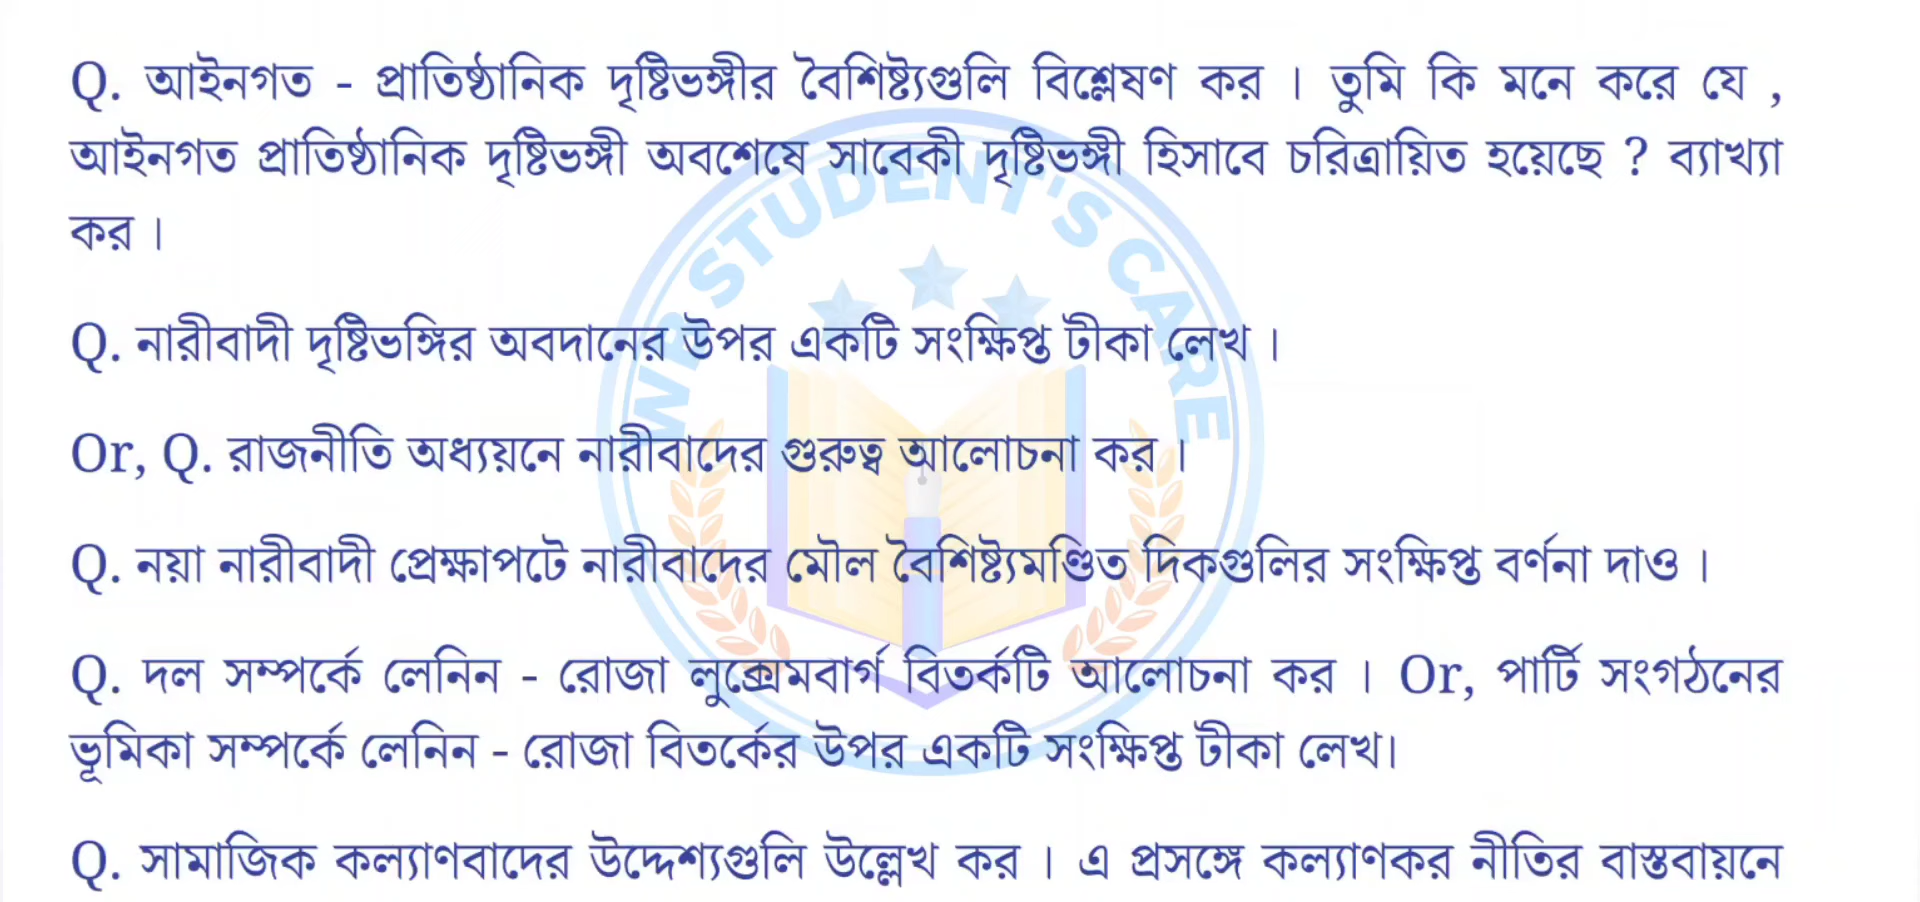 Q. আইনগত - প্রাতিষ্ঠানিক দৃষ্টিভঙ্গীর বৈশিষ্ট্যগুলি বিশ্লেষণ কর । তুমি কি মনে করে যে ,
আইনগত প্রাতিষ্ঠানিক দৃষ্টিভঙ্গী অবশেষে সাবেকী দৃষ্টিভঙ্গী হিসাবে চরিত্রায়িত হয়েছে ? ব্যাখ্যা
কর ।
Q. নারীবাদী দৃষ্টিভঙ্গির অবদানের উপর একটি সংক্ষিপ্ত টীকা লেখ ।
Or, Q. রাজনীতি অধ্যয়নে নারীবাদের গুরুত্ব আলোচনা কর ।
Q. নয়া নারীবাদী প্রেক্ষাপটে নারীবাদের মৌল বৈশিষ্ট্যমণ্ডিত দিকগুলির সংক্ষিপ্ত বর্ণনা দাও ।
Q. দল সম্পর্কে লেনিন - রোজা লুক্সেমবার্গ বিতর্কটি আলোচনা কর । Or, পার্টি সংগঠনের
ভূমিকা সম্পর্কে লেনিন - রোজা বিতর্কের উপর একটি সংক্ষিপ্ত টীকা লেখ।
Q. সামাজিক কল্যাণবাদের উদ্দেশ্যগুলি উল্লেখ কর । এ প্রসঙ্গে কল্যাণকর নীতির বাস্তবায়নে
WB STUDENT'S CARE